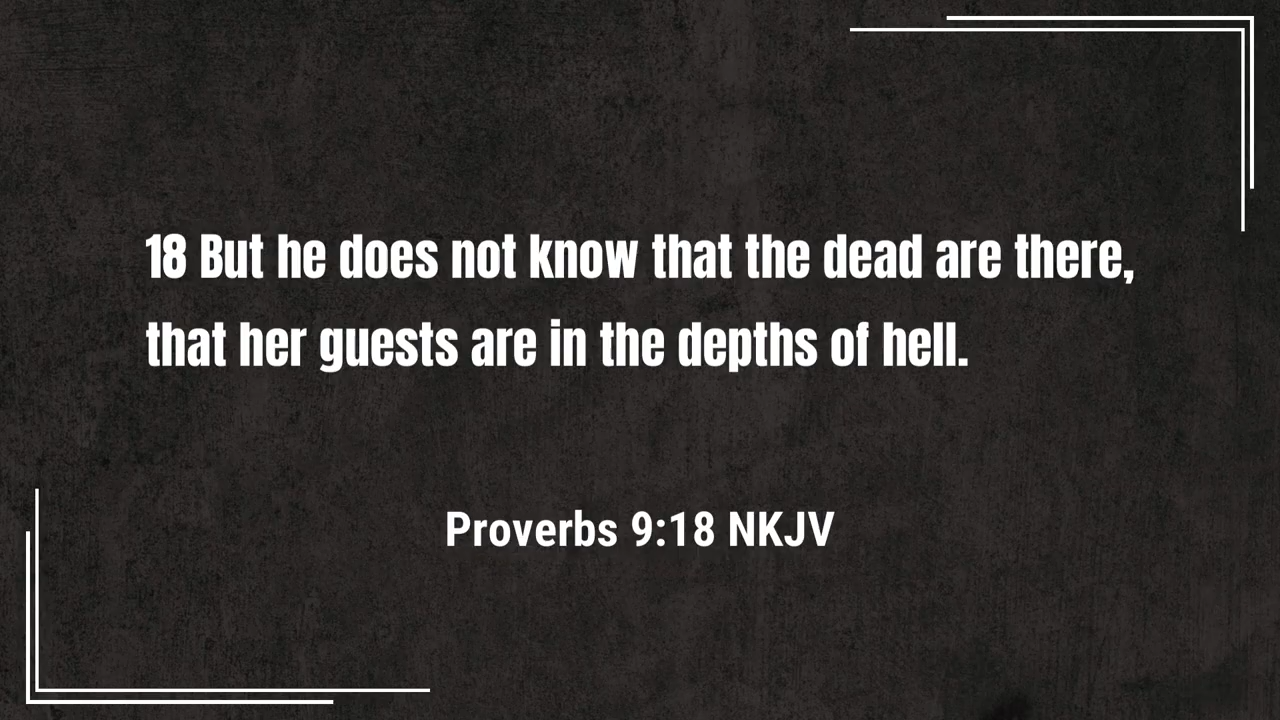 18 But he does not know that the dead are there,
that her guests are in the depths of hell.
Proverbs 9:18 NKJV